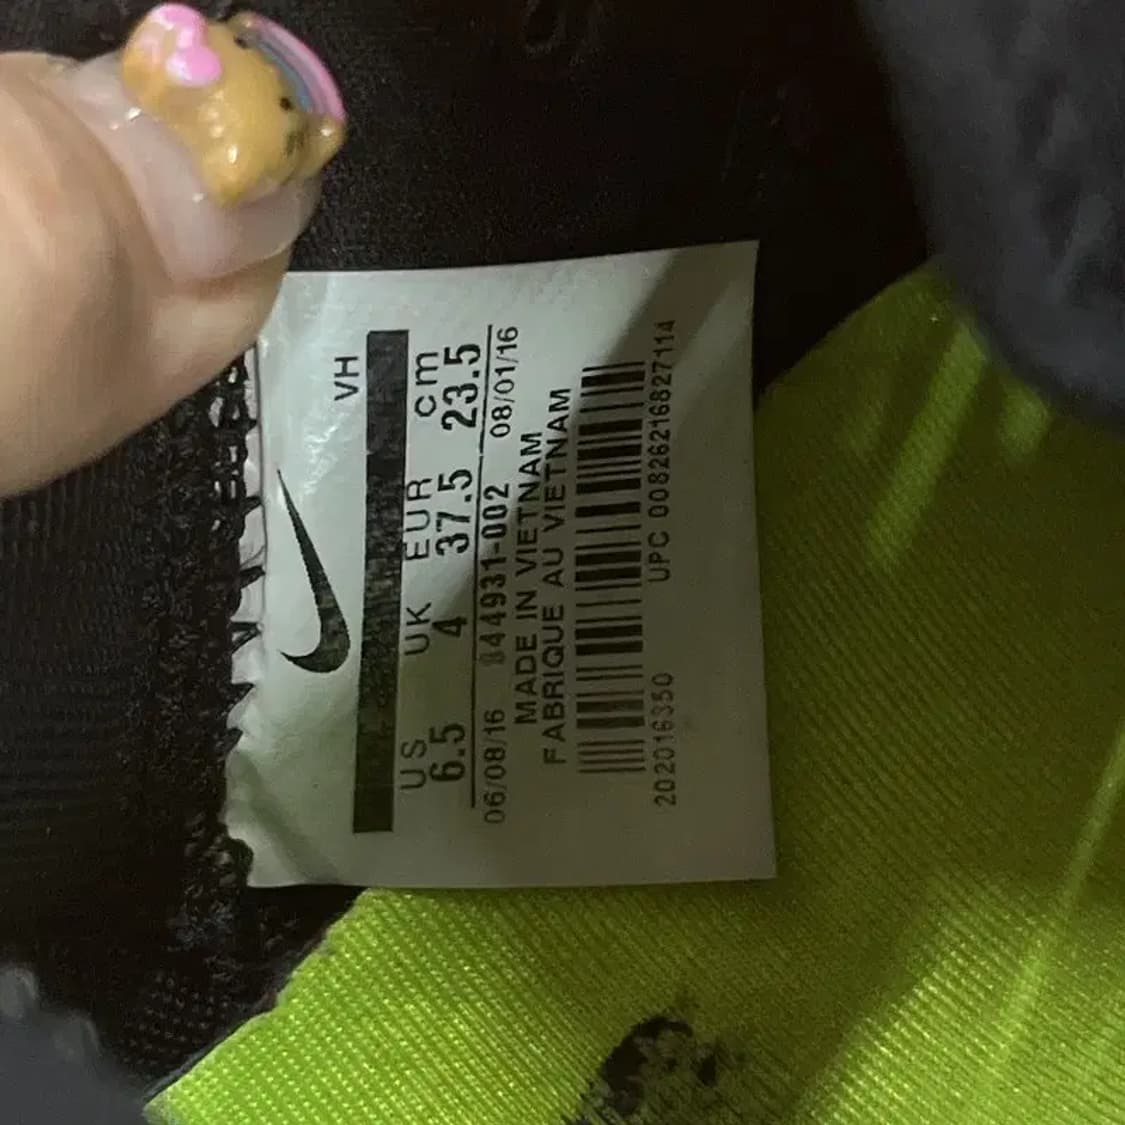 VH
US UK EUR cm
6.5 4 37.5 23.5
06/08/16 844931-002 08/01/16
MADE IN VIETNAM
FABRIQUE AU VIETNAM
202016350 UPC 00826216827114